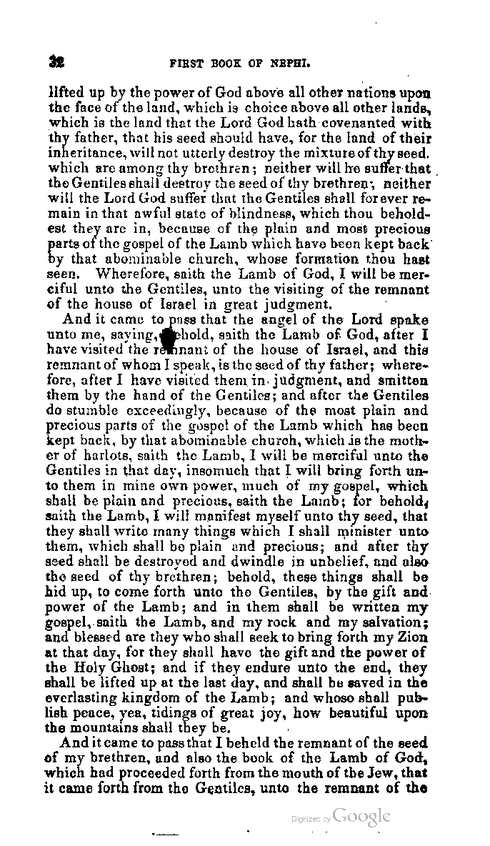 32 FIRST BOOK OF NEPHI.
lifted up by the power of God above all other nations upon
the face of the land, which is choice above all other lands,
which is the land that the Lord God hath covenanted with
thy father, that his seed should have, for the land of their
inheritance, will not utterly destroy the mixture of thy seed.
which are among thy brethren; neither will he suffer that
the Gentiles shall destroy the seed of thy brethren; neither
will the Lord God suffer that the Gentiles shall forever re-
main in that awful state of blindness, which thou behold-
est they are in, because of the plain and most precious
parts of the gospel of the Lamb which have been kept back
by that abominable church, whose formation thou hast
seen. Wherefore, saith the Lamb of God, I will be mer-
ciful unto the Gentiles, unto the visiting of the remnant
of the house of Israel in great judgment.
And it came to pass that the angel of the Lord spake
unto me, saying, hold, saith the Lamb of God, after I
have visited the remnant of the house of Israel, and this
remnant of whom I speak, is the seed of thy father; where-
fore, after I have visited them in judgment, and smitten
them by the hand of the Gentiles; and after the Gentiles
do stumble exceedingly, because of the most plain and
precious parts of the gospel of the Lamb which has been
kept back, by that abominable church, which is the moth-
er of harlots, saith the Lamb, I will be merciful unto the
Gentiles in that day, insomuch that I will bring forth un-
to them in mine own power, much of my gospel, which
shall be plain and precious, saith the Lamb; for behold,
saith the Lamb, I will manifest myself unto thy seed, that
they shall write many things which I shall minister unto
them, which shall be plain and precious; and after thy
seed shall be destroyed and dwindle in unbelief, and also
the seed of thy brethren; behold, these things shall be
hid up, to come forth unto the Gentiles, by the gift and
power of the Lamb; and in them shall be written my
gospel, saith the Lamb, and my rock and my salvation;
and blessed are they who shall seek to bring forth my Zion
at that day, for they shall have the gift and the power of
the Holy Ghost; and if they endure unto the end, they
shall be lifted up at the last day, and shall be saved in the
everlasting kingdom of the Lamb; and whoso shall pub-
lish peace, yea, tidings of great joy, how beautiful upon
the mountains shall they be.
And it came to pass that I beheld the remnant of the seed
of my brethren, and also the book of the Lamb of God,
which had proceeded forth from the mouth of the Jew, that
it came forth from the Gentiles, unto the remnant of the
Digitized by Google